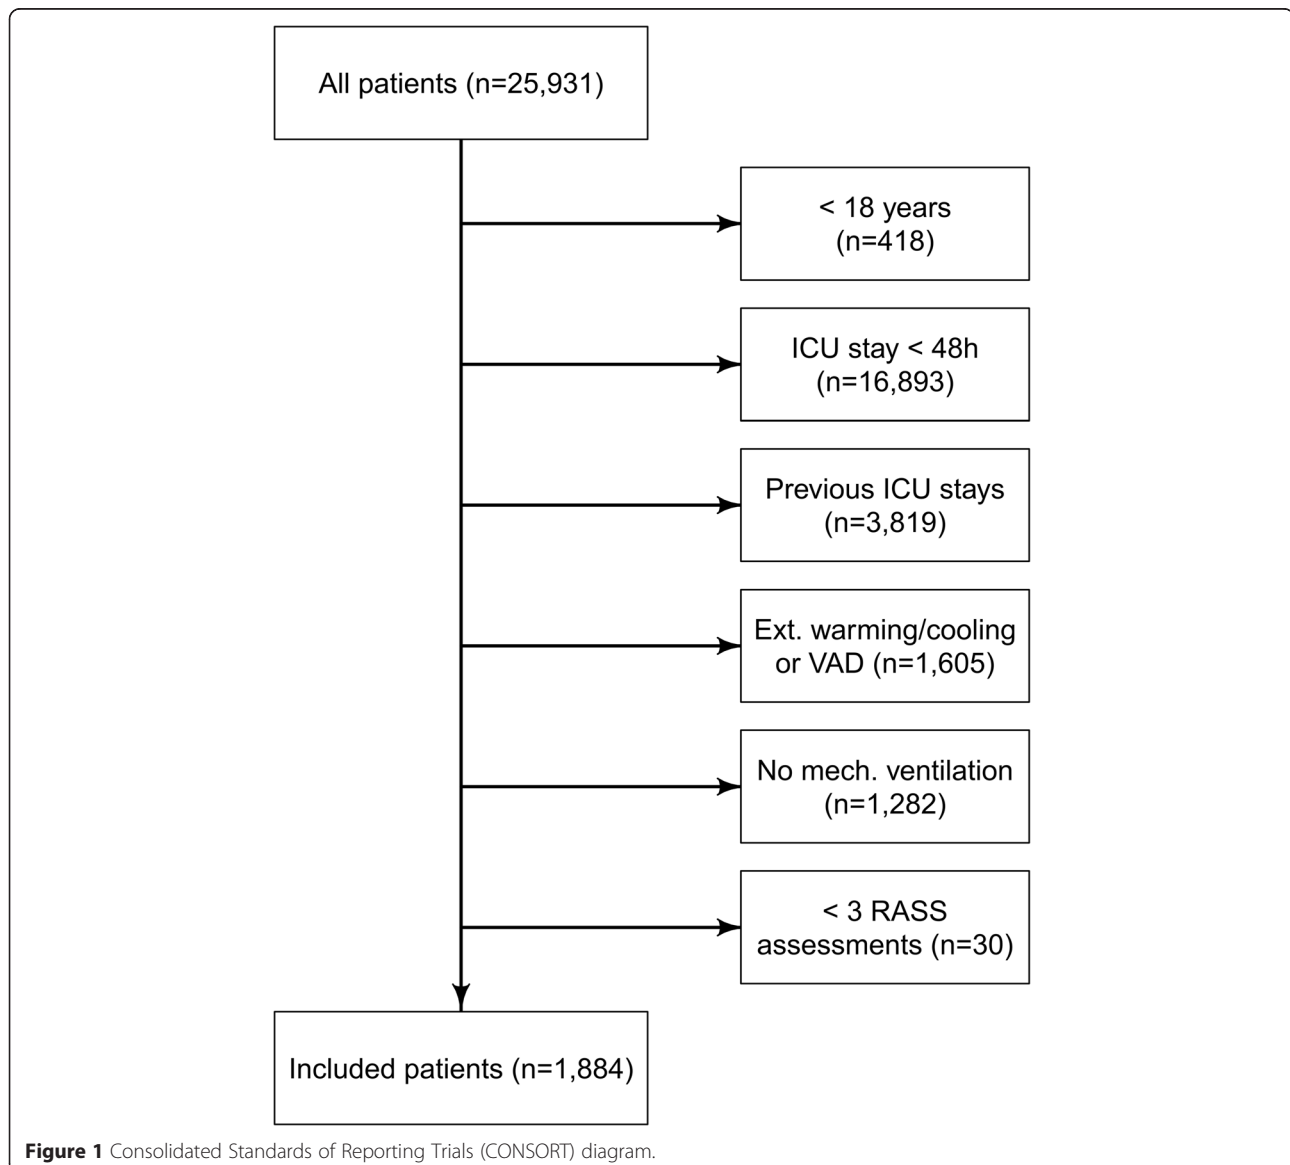 All patients (n=25,931)
< 18 years
(n=418)
ICU stay < 48h
(n=16,893)
Previous ICU stays
(n=3,819)
Ext. warming/cooling
or VAD (n=1,605)
No mech. ventilation
(n=1,282)
< 3 RASS
assessments (n=30)
Included patients (n=1,884)
Figure 1 Consolidated Standards of Reporting Trials (CONSORT) diagram.